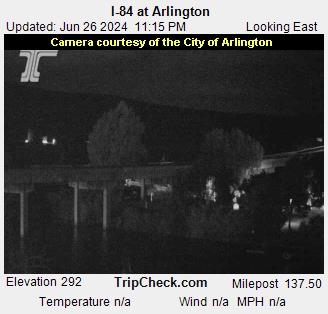 I-84 at Arlington
Updated: Jun 26 2024 11:15 PM Looking East
Camera courtesy of the City of Arlington
Elevation 292 TripCheck.com Milepost 137.50
Temperature n/a Wind n/a MPH n/a